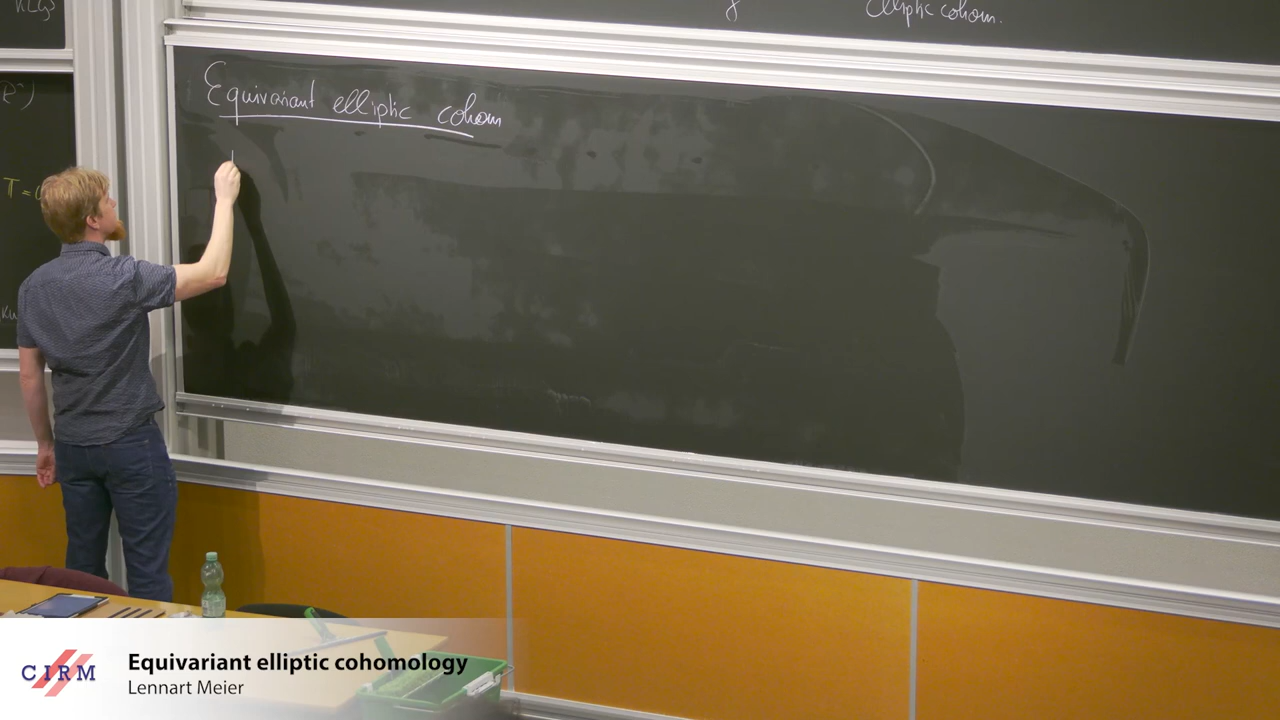 elliptic cohom.
Equivariant elliptic cohom
T =
CIRM
Equivariant elliptic cohomology
Lennart Meier